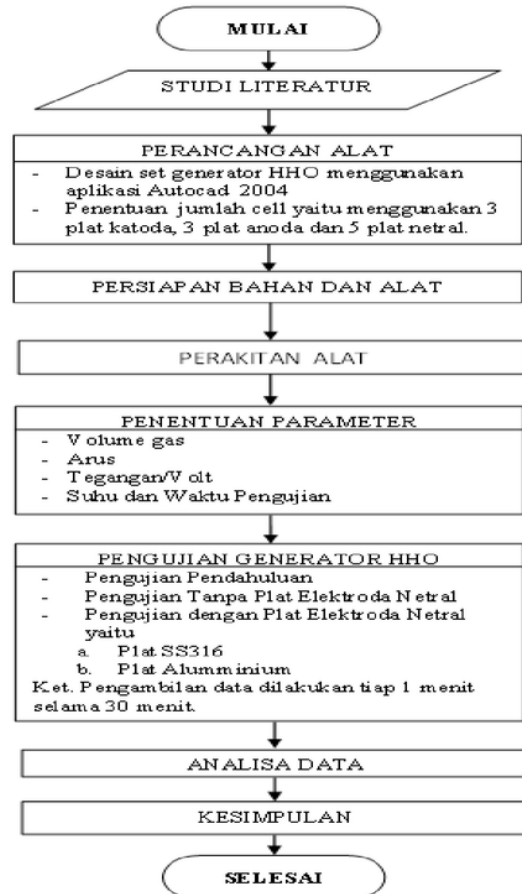 MULAI
STUDI LITERATUR
PERANCANGAN ALAT
- Desain set generator HHO menggunakan
aplikasi Autocad 2004
- Penentuan jumlah cell yaitu menggunakan 3
plat katoda, 3 plat anoda dan 5 plat netral.
PERSIAPAN BAHAN DAN ALAT
PERAKITAN ALAT
PENENTUAN PARAMETER
- Volume gas
- Arus
- Tegangan/Volt
- Suhu dan Waktu Pengujian
PENGUJIAN GENERATOR HHO
- Pengujian Pendahuluan
- Pengujian Tanpa Plat Elektroda Netral
- Pengujian dengan Plat Elektroda Netral
yaitu
a. Plat SS316
b. Plat Alumminium
Ket. Pengambilan data dilakukan tiap 1 menit
selama 30 menit.
ANALISA DATA
KESIMPULAN
SELESAI